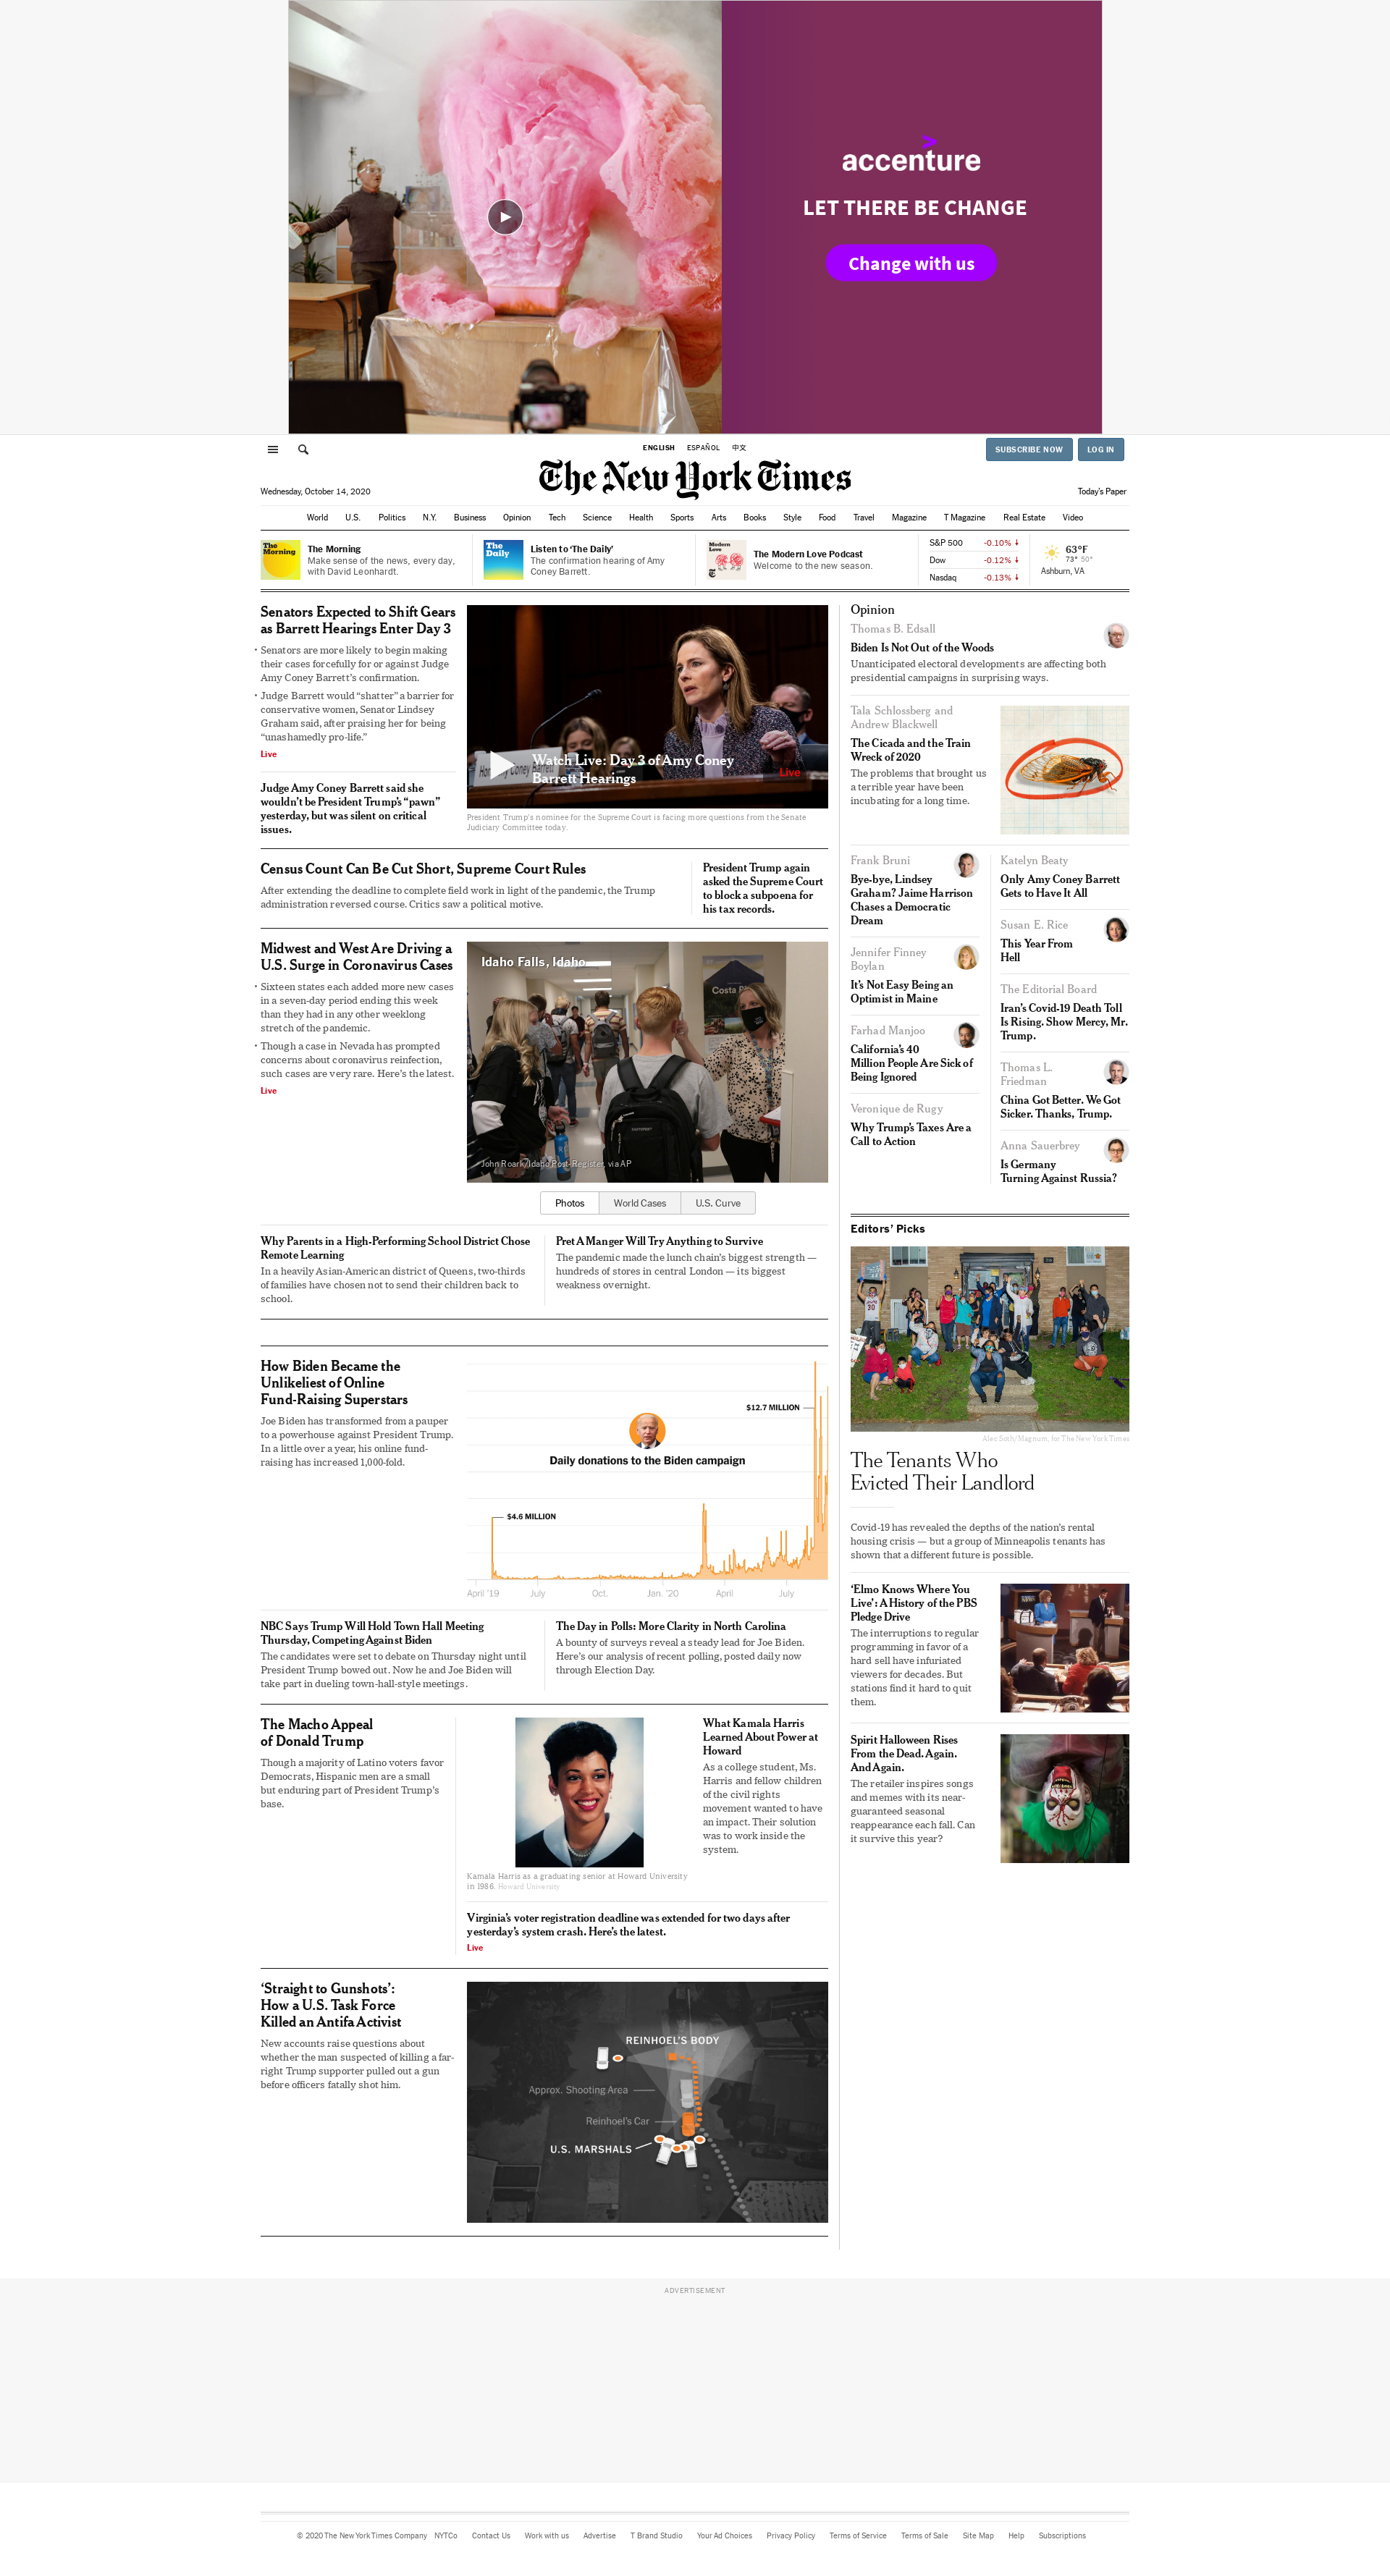 accenture
LET THERE BE CHANGE
Change with us
ENGLISH ESPAÑOL 中文
SUBSCRIBE NOW LOG IN
The New York Times
Wednesday, October 14, 2020
Today's Paper
World U.S. Politics N.Y. Business Opinion Tech Science Health Sports Arts Books Style Food Travel Magazine T Magazine Real Estate Video
The Morning
The Morning
Make sense of the news, every day,
with David Leonhardt.
The Daily
Listen to ‘The Daily’
The confirmation hearing of Amy
Coney Barrett.
Modern Love
The Modern Love Podcast
Welcome to the new season.
S&P 500 -0.10%
Dow -0.12%
Nasdaq -0.13%
63°F
73° 50°
Ashburn, VA
Senators Expected to Shift Gears
as Barrett Hearings Enter Day 3
Senators are more likely to begin making
their cases forcefully for or against Judge
Amy Coney Barrett’s confirmation.
Judge Barrett would “shatter” a barrier for
conservative women, Senator Lindsey
Graham said, after praising her for being
“unashamedly pro-life.”
Live
Judge Amy Coney Barrett said she
wouldn’t be President Trump’s “pawn”
yesterday, but was silent on critical
issues.
Watch Live: Day 3 of Amy Coney
Barrett Hearings
Live
President Trump’s nominee for the Supreme Court is facing more questions from the Senate
Judiciary Committee today.
Census Count Can Be Cut Short, Supreme Court Rules
After extending the deadline to complete field work in light of the pandemic, the Trump
administration reversed course. Critics saw a political motive.
President Trump again
asked the Supreme Court
to block a subpoena for
his tax records.
Midwest and West Are Driving a
U.S. Surge in Coronavirus Cases
Sixteen states each added more new cases
in a seven-day period ending this week
than they had in any other weeklong
stretch of the pandemic.
Though a case in Nevada has prompted
concerns about coronavirus reinfection,
such cases are very rare. Here’s the latest.
Live
Idaho Falls, Idaho
John Roark/Idaho Post-Register, via AP
Photos World Cases U.S. Curve
Why Parents in a High-Performing School District Chose
Remote Learning
In a heavily Asian-American district of Queens, two-thirds
of families have chosen not to send their children back to
school.
Pret A Manger Will Try Anything to Survive
The pandemic made the lunch chain’s biggest strength —
hundreds of stores in central London — its biggest
weakness overnight.
How Biden Became the
Unlikeliest of Online
Fund-Raising Superstars
Joe Biden has transformed from a pauper
to a powerhouse against President Trump.
In a little over a year, his online fund-
raising has increased 1,000-fold.
$12.7 MILLION
Daily donations to the Biden campaign
$4.6 MILLION
April ’19 July Oct. Jan. ’20 April July
NBC Says Trump Will Hold Town Hall Meeting
Thursday, Competing Against Biden
The candidates were set to debate on Thursday night until
President Trump bowed out. Now he and Joe Biden will
take part in dueling town-hall-style meetings.
The Day in Polls: More Clarity in North Carolina
A bounty of surveys reveal a steady lead for Joe Biden.
Here’s our analysis of recent polling, posted daily now
through Election Day.
The Macho Appeal
of Donald Trump
Though a majority of Latino voters favor
Democrats, Hispanic men are a small
but enduring part of President Trump’s
base.
Kamala Harris as a graduating senior at Howard University
in 1986. Howard University
What Kamala Harris
Learned About Power at
Howard
As a college student, Ms.
Harris and fellow children
of the civil rights
movement wanted to have
an impact. Their solution
was to work inside the
system.
Virginia’s voter registration deadline was extended for two days after
yesterday’s system crash. Here’s the latest.
Live
‘Straight to Gunshots’:
How a U.S. Task Force
Killed an Antifa Activist
New accounts raise questions about
whether the man suspected of killing a far-
right Trump supporter pulled out a gun
before officers fatally shot him.
REINHOEL’S BODY
Approx. Shooting Area
Reinhoel’s Car
U.S. MARSHALS
Opinion
Thomas B. Edsall
Biden Is Not Out of the Woods
Unanticipated electoral developments are affecting both
presidential campaigns in surprising ways.
Tala Schlossberg and
Andrew Blackwell
The Cicada and the Train
Wreck of 2020
The problems that brought us
a terrible year have been
incubating for a long time.
Frank Bruni
Bye-bye, Lindsey
Graham? Jaime Harrison
Chases a Democratic
Dream
Jennifer Finney
Boylan
It’s Not Easy Being an
Optimist in Maine
Farhad Manjoo
California’s 40
Million People Are Sick of
Being Ignored
Veronique de Rugy
Why Trump’s Taxes Are a
Call to Action
Katelyn Beaty
Only Amy Coney Barrett
Gets to Have It All
Susan E. Rice
This Year From
Hell
The Editorial Board
Iran’s Covid-19 Death Toll
Is Rising. Show Mercy, Mr.
Trump.
Thomas L.
Friedman
China Got Better. We Got
Sicker. Thanks, Trump.
Anna Sauerbrey
Is Germany
Turning Against Russia?
Editors’ Picks
Alec Soth/Magnum, for The New York Times
The Tenants Who
Evicted Their Landlord
Covid-19 has revealed the depths of the nation’s rental
housing crisis — but a group of Minneapolis tenants has
shown that a different future is possible.
‘Elmo Knows Where You
Live’: A History of the PBS
Pledge Drive
The interruptions to regular
programming in favor of a
hard sell have infuriated
viewers for decades. But
stations find it hard to quit
them.
Spirit Halloween Rises
From the Dead. Again.
And Again.
The retailer inspires songs
and memes with its near-
guaranteed seasonal
reappearance each fall. Can
it survive this year?
ADVERTISEMENT
© 2020 The New York Times Company NYTCo Contact Us Work with us Advertise T Brand Studio Your Ad Choices Privacy Policy Terms of Service Terms of Sale Site Map Help Subscriptions